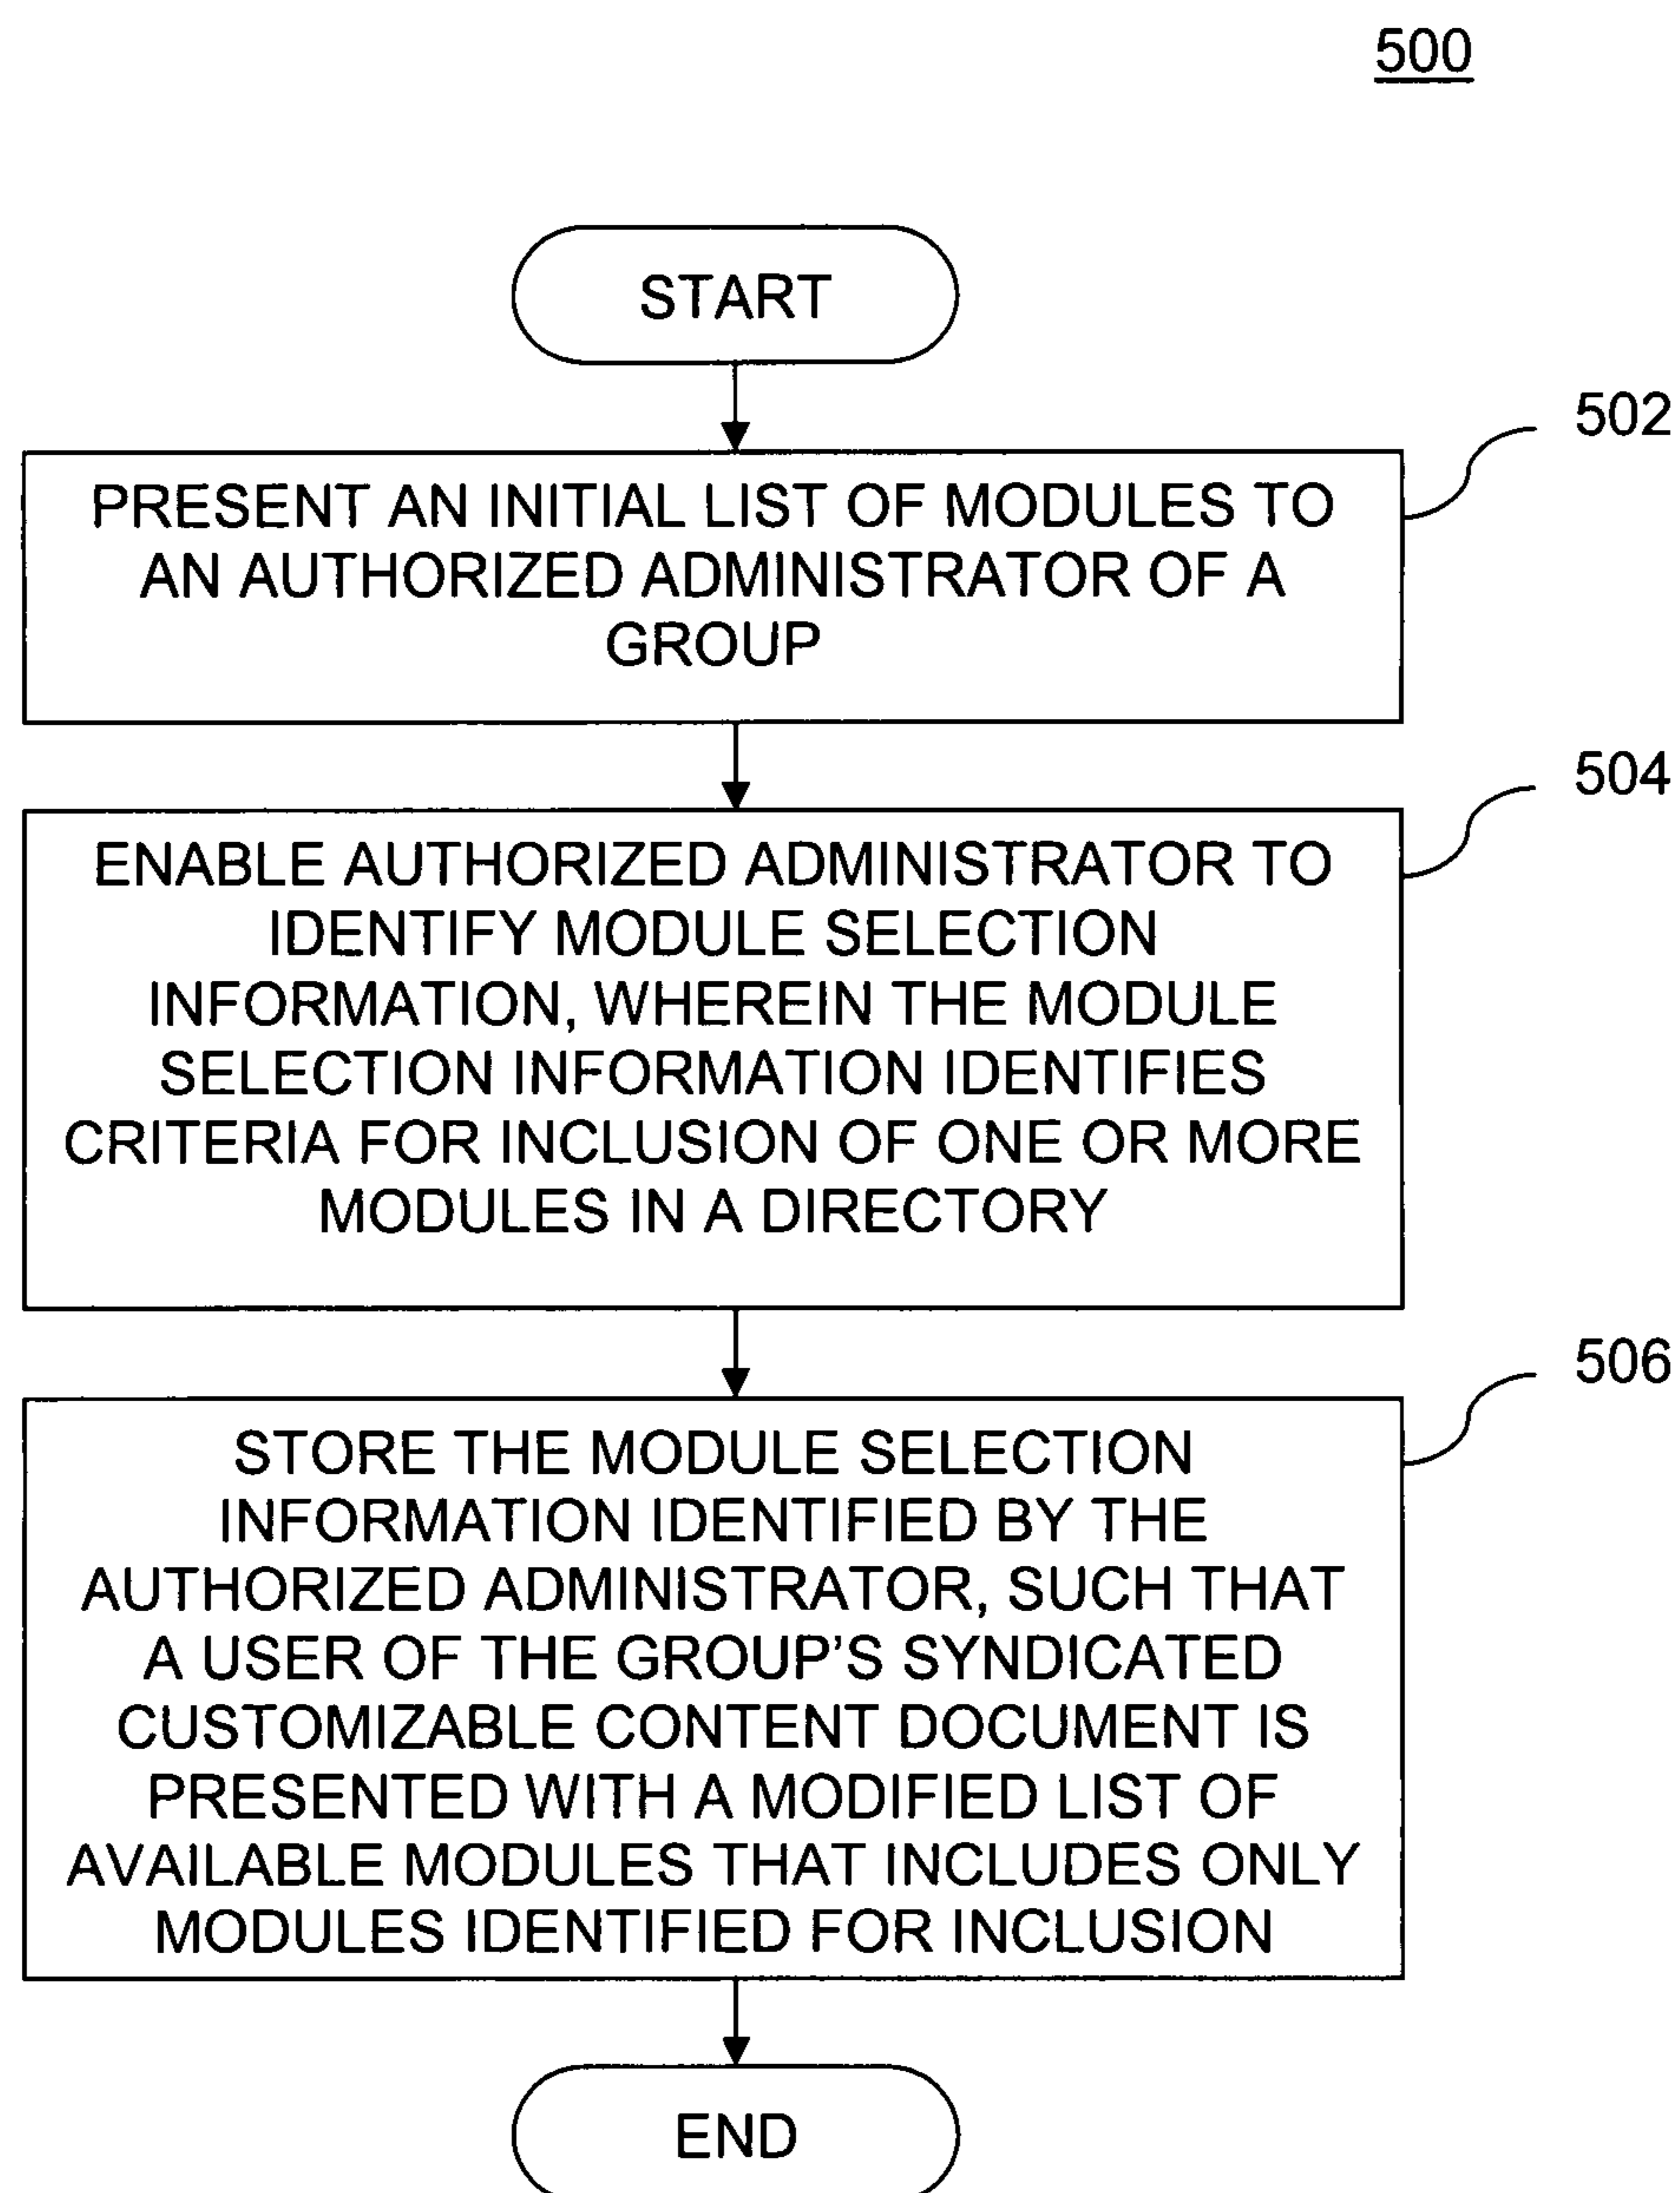 500
START
502
PRESENT AN INITIAL LIST OF MODULES TO
AN AUTHORIZED ADMINISTRATOR OF A
GROUP
504
ENABLE AUTHORIZED ADMINISTRATOR TO
IDENTIFY MODULE SELECTION
INFORMATION, WHEREIN THE MODULE
SELECTION INFORMATION IDENTIFIES
CRITERIA FOR INCLUSION OF ONE OR MORE
MODULES IN A DIRECTORY
506
STORE THE MODULE SELECTION
INFORMATION IDENTIFIED BY THE
AUTHORIZED ADMINISTRATOR, SUCH THAT
A USER OF THE GROUP’S SYNDICATED
CUSTOMIZABLE CONTENT DOCUMENT IS
PRESENTED WITH A MODIFIED LIST OF
AVAILABLE MODULES THAT INCLUDES ONLY
MODULES IDENTIFIED FOR INCLUSION
END